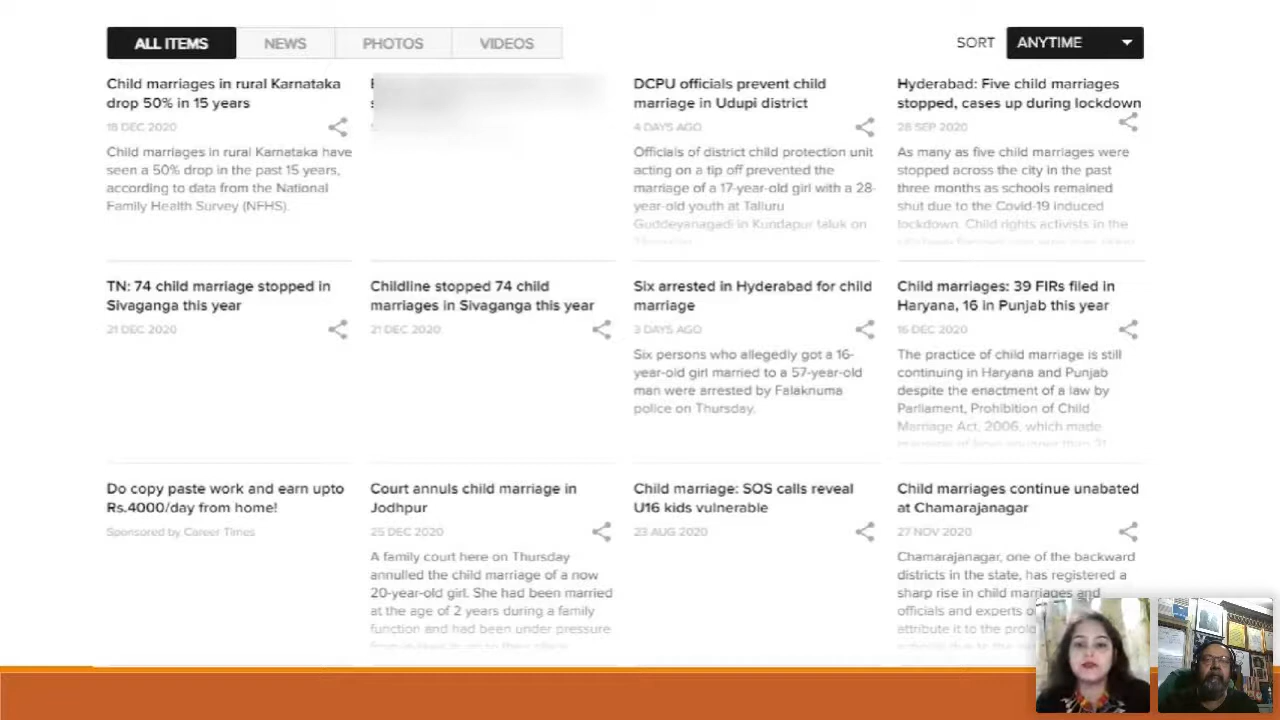 ALL ITEMS
NEWS
PHOTOS
VIDEOS
SORT
ANYTIME
Child marriages in rural Karnataka
drop 50% in 15 years
18 DEC 2020
Child marriages in rural Karnataka have
seen a 50% drop in the past 15 years,
according to data from the National
Family Health Survey (NFHS).
DCPU officials prevent child
marriage in Udupi district
4 DAYS AGO
Officials of district child protection unit
acting on a tip off prevented the
marriage of a 17-year-old girl with a 28-
year-old youth at Talluru
Guddeyanagadi in Kundapur taluk on
Hyderabad: Five child marriages
stopped, cases up during lockdown
28 SEP 2020
As many as five child marriages were
stopped across the city in the past
three months as schools remained
shut due to the Covid-19 induced
lockdown. Child rights activists in the
TN: 74 child marriage stopped in
Sivaganga this year
21 DEC 2020
Childline stopped 74 child
marriages in Sivaganga this year
21 DEC 2020
Six arrested in Hyderabad for child
marriage
3 DAYS AGO
Six persons who allegedly got a 16-
year-old girl married to a 57-year-old
man were arrested by Falaknuma
police on Thursday.
Child marriages: 39 FIRs filed in
Haryana, 16 in Punjab this year
16 DEC 2020
The practice of child marriage is still
continuing in Haryana and Punjab
despite the enactment of a law by
Parliament, Prohibition of Child
Marriage Act, 2006, which made
Do copy paste work and earn upto
Rs.4000/day from home!
Sponsored by Career Times
Court annuls child marriage in
Jodhpur
25 DEC 2020
A family court here on Thursday
annulled the child marriage of a now
20-year-old girl. She had been married
at the age of 2 years during a family
function and had been under pressure
Child marriage: SOS calls reveal
U16 kids vulnerable
23 AUG 2020
Child marriages continue unabated
at Chamarajanagar
27 NOV 2020
Chamarajanagar, one of the backward
districts in the state, has registered a
sharp rise in child marriages and
officials and experts
attribute it to the